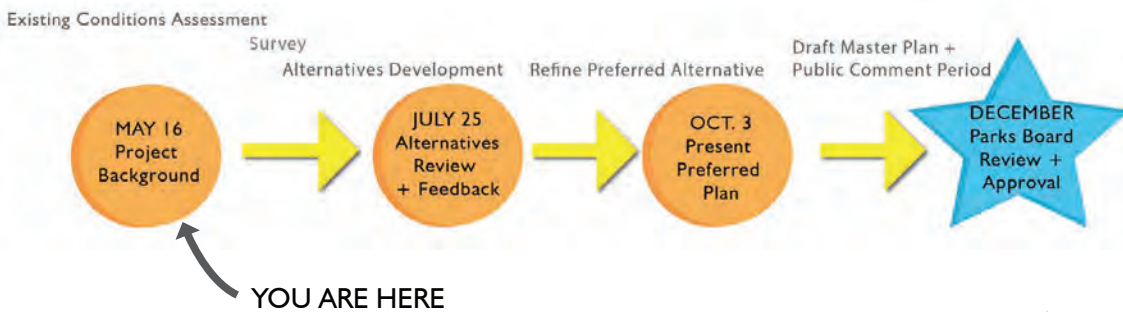 Existing Conditions Assessment
Survey
Alternatives Development
Refine Preferred Alternative
Draft Master Plan +
Public Comment Period
MAY 16
Project
Background
JULY 25
Alternatives
Review
+ Feedback
OCT. 3
Present
Preferred
Plan
DECEMBER
Parks Board
Review +
Approval
YOU ARE HERE